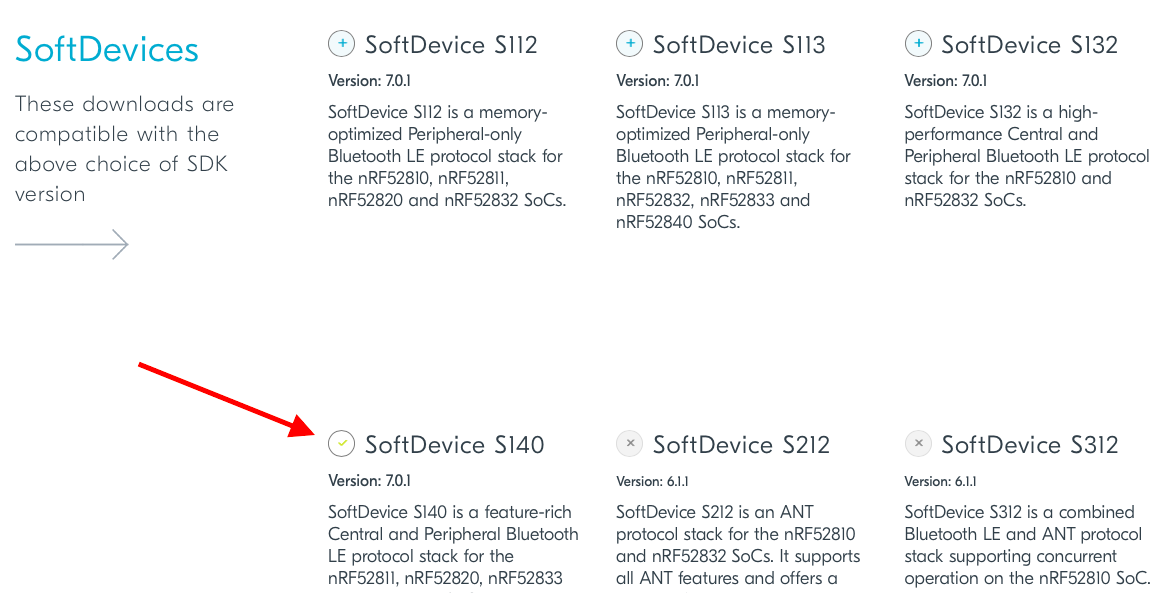 SoftDevices
These downloads are
compatible with the
above choice of SDK
version
SoftDevice S112
Version: 7.0.1
SoftDevice S112 is a memory-
optimized Peripheral-only
Bluetooth LE protocol stack for
the nRF52810, nRF52811,
nRF52820 and nRF52832 SoCs.
SoftDevice S113
Version: 7.0.1
SoftDevice S113 is a memory-
optimized Peripheral-only
Bluetooth LE protocol stack for
the nRF52810, nRF52811,
nRF52832, nRF52833 and
nRF52840 SoCs.
SoftDevice S132
Version: 7.0.1
SoftDevice S132 is a high-
performance Central and
Peripheral Bluetooth LE protocol
stack for the nRF52810 and
nRF52832 SoCs.
SoftDevice S140
Version: 7.0.1
SoftDevice S140 is a feature-rich
Central and Peripheral Bluetooth
LE protocol stack for the
nRF52811, nRF52820, nRF52833
SoftDevice S212
Version: 6.1.1
SoftDevice S212 is an ANT
protocol stack for the nRF52810
and nRF52832 SoCs. It supports
all ANT features and offers a
SoftDevice S312
Version: 6.1.1
SoftDevice S312 is a combined
Bluetooth LE and ANT protocol
stack supporting concurrent
operation on the nRF52810 SoC.